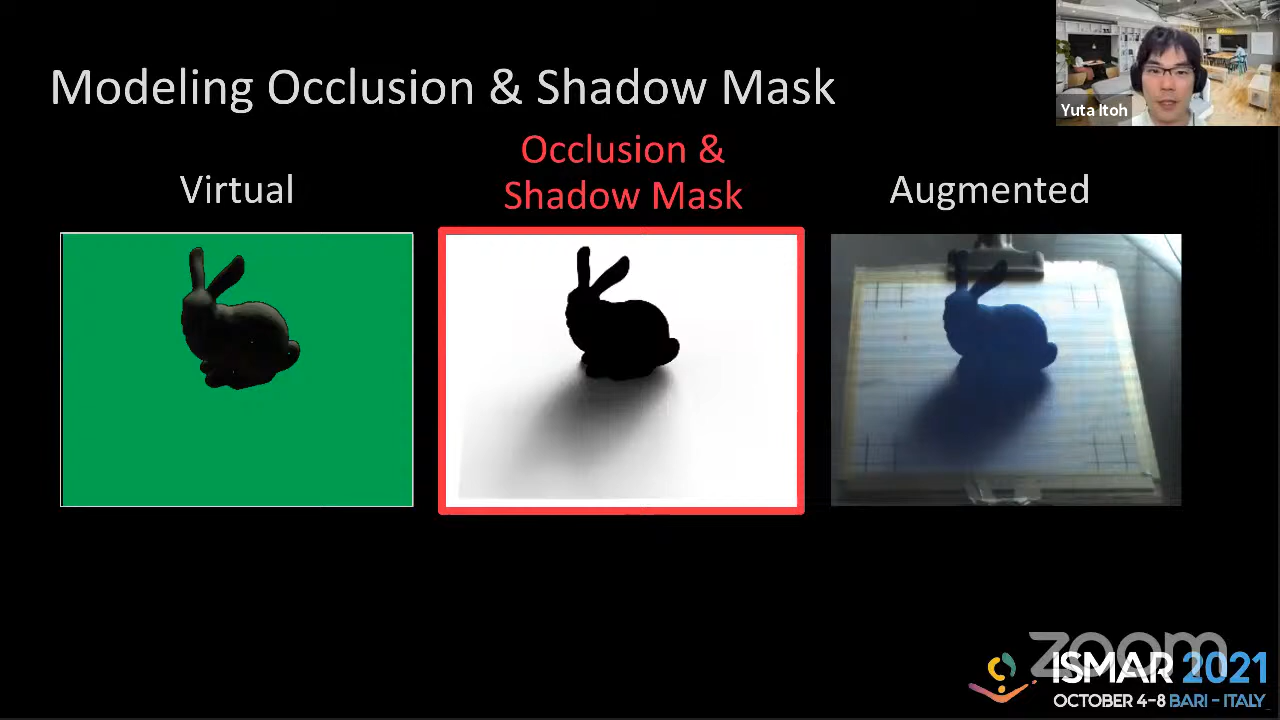 Modeling Occlusion & Shadow Mask
Yuta Itoh
Virtual
Occlusion &
Shadow Mask
Augmented
zoom
ISMAR 2021
OCTOBER 4-8 BARI - ITALY